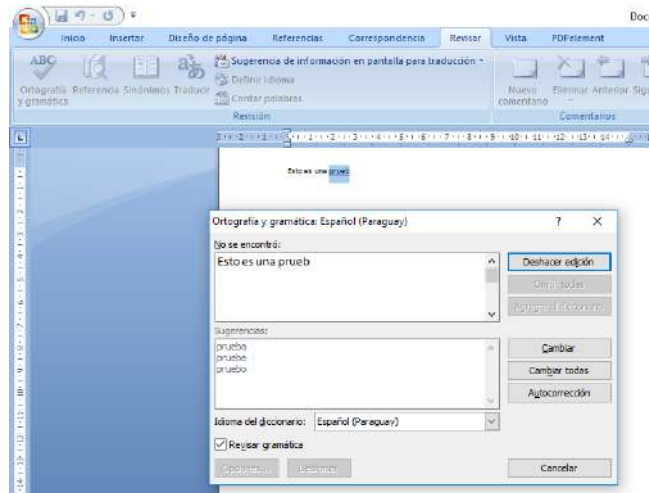 Doc
Inicio Insertar Diseño de página Referencias Correspondencia Revisar Vista PDFelement
ABC
Ortografía y gramática
Referencia Sinónimos Traducir
Sugerencia de información en pantalla para traducción
Definir idioma
Contar palabras
Nuevo comentario
Eliminar Anterior Sig
Revisión Comentarios
Esto es una prueb
Ortografía y gramática: Español (Paraguay) ? X
No se encontró:
Esto es una prueb
Deshacer edición
Omitir todas
Agregar al diccionario
Sugerencias:
prueba
pruebe
pruebo
Cambiar
Cambiar todas
Autocorrección
Idioma del diccionario: Español (Paraguay)
Revisar gramática
Opciones... Deshacer Cancelar